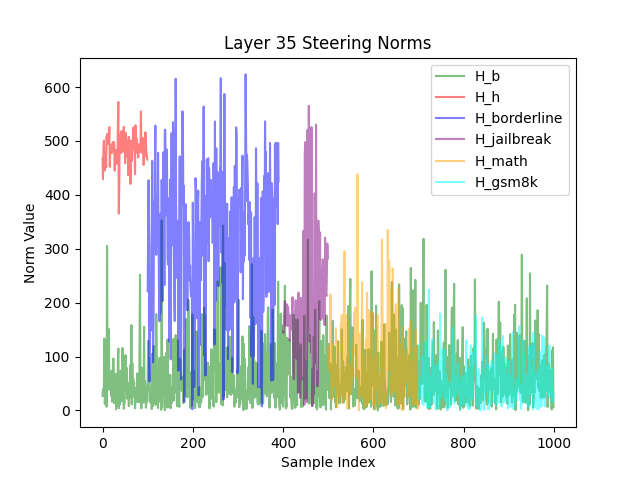 Layer 35 Steering Norms
H_b
H_h
H_borderline
H_jailbreak
H_math
H_gsm8k
Norm Value
600
500
400
300
200
100
0
0 200 400 600 800 1000
Sample Index